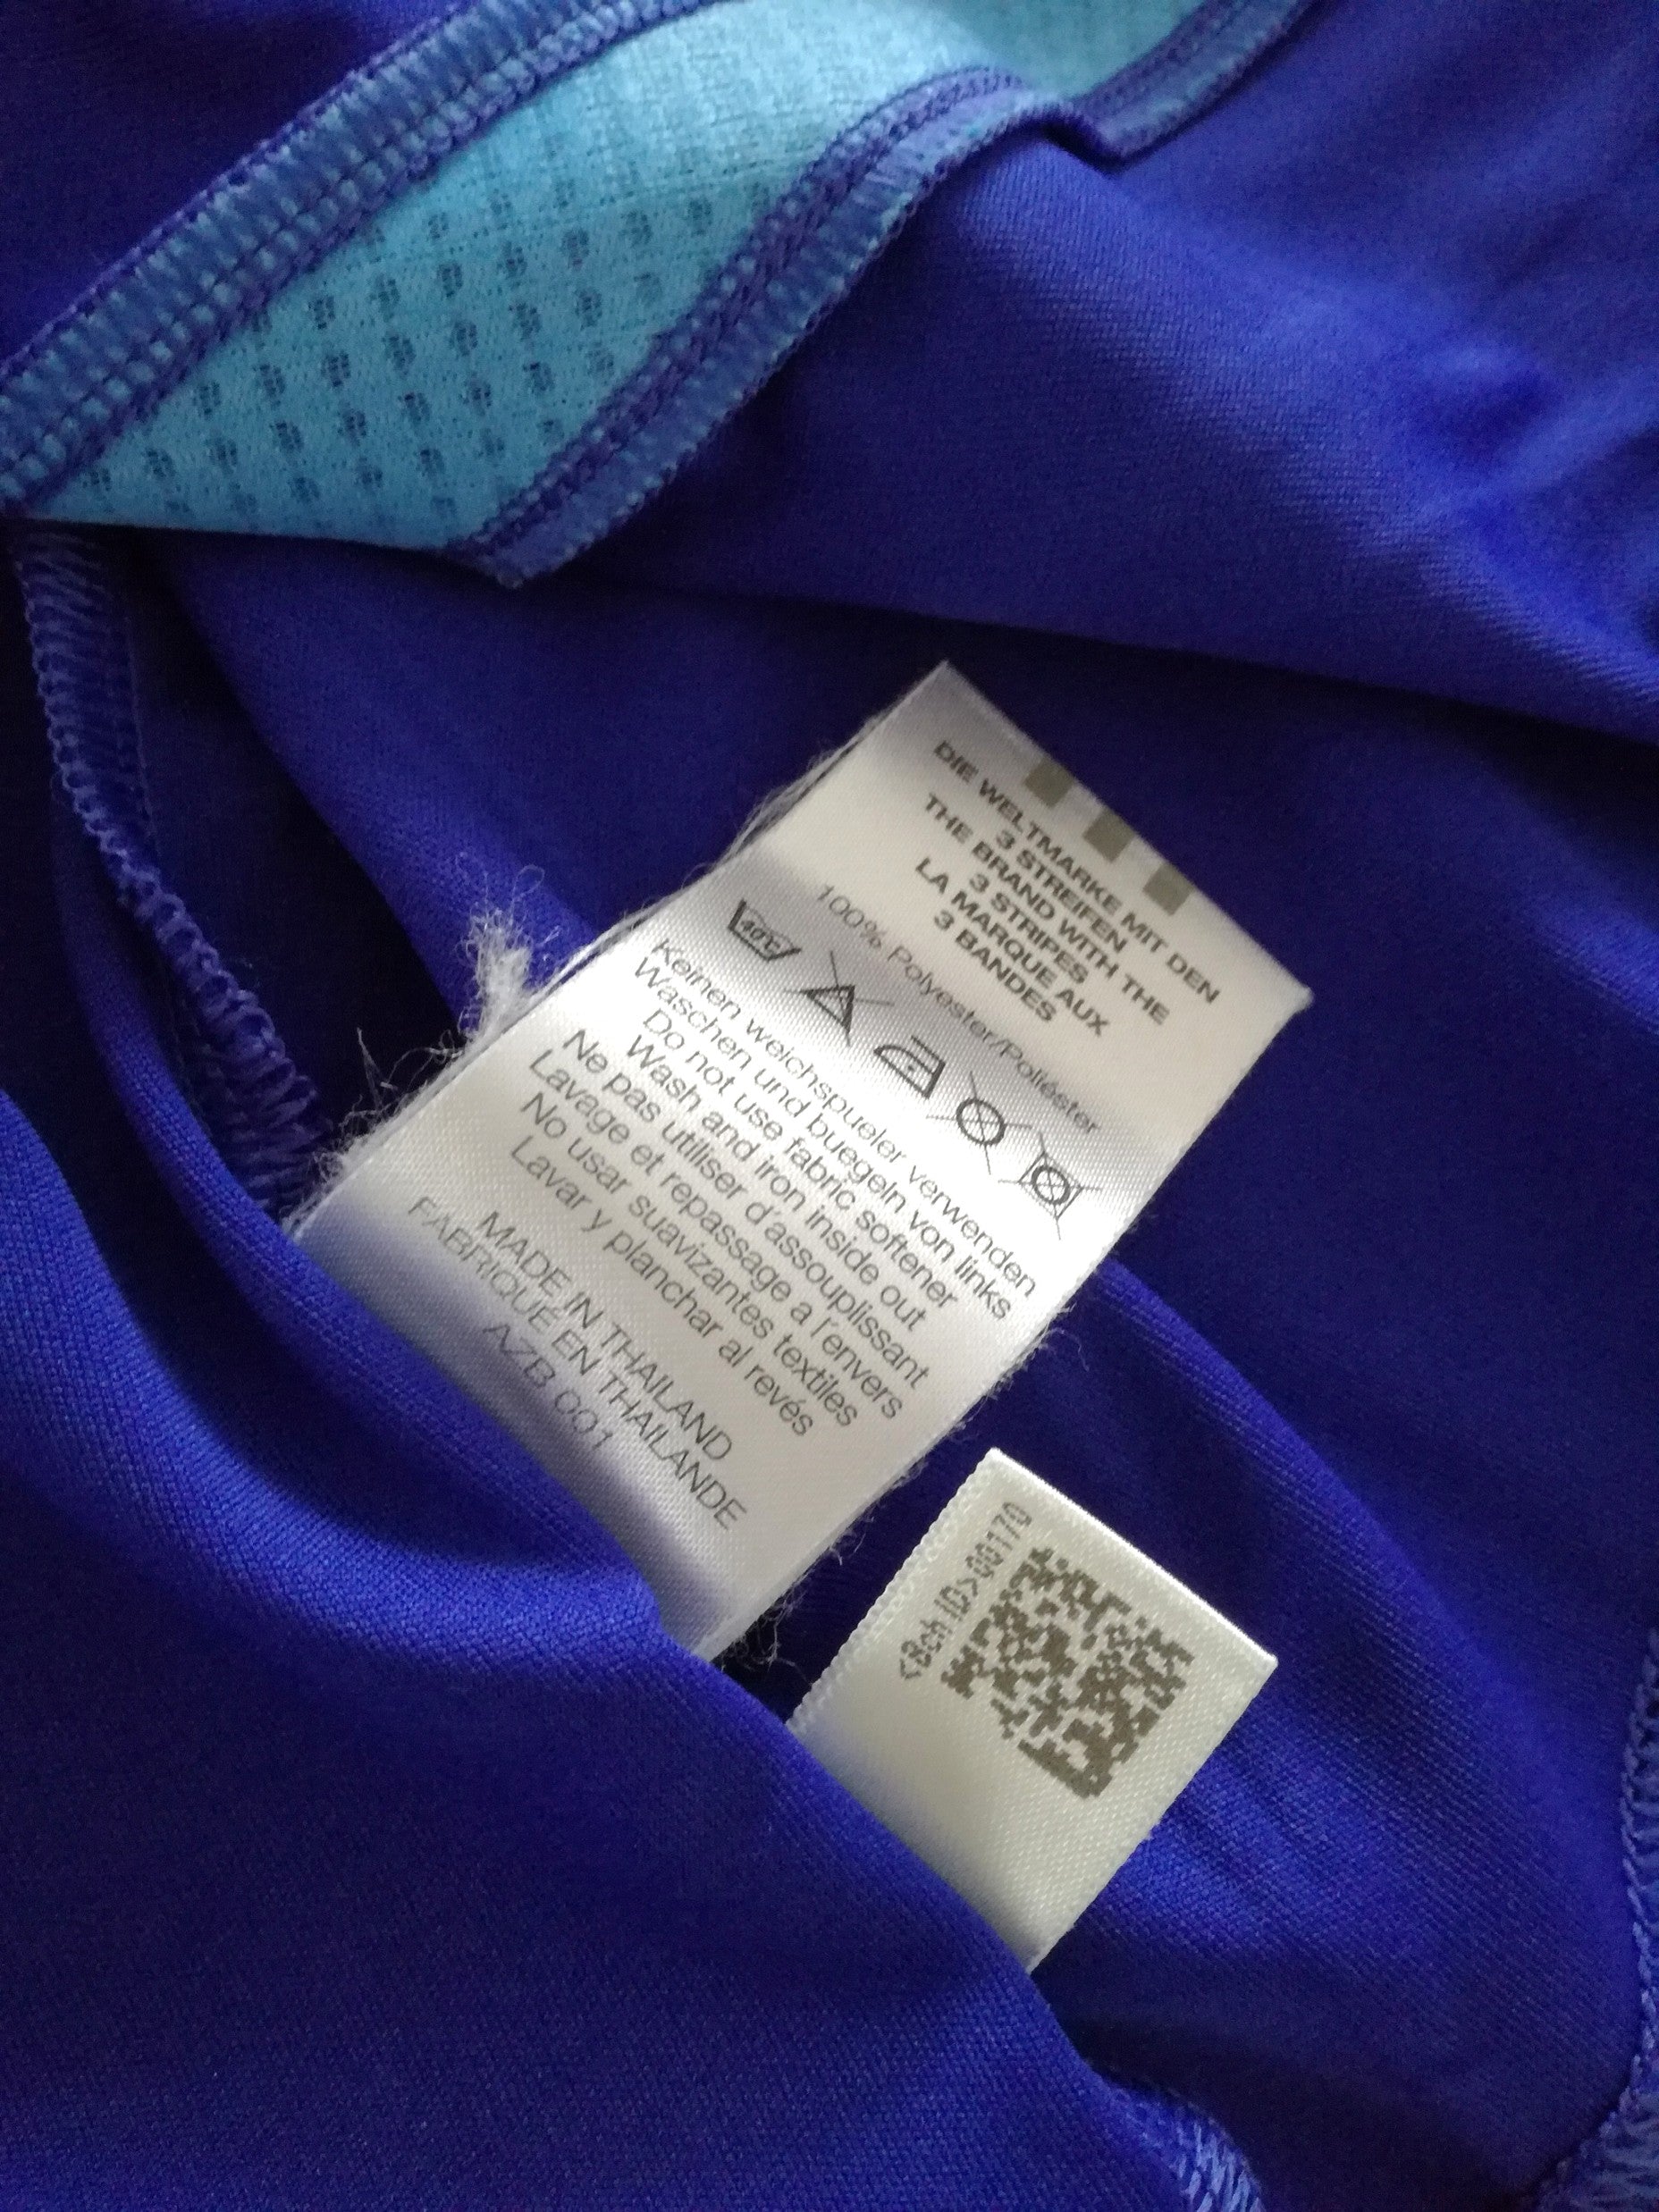 DIE WELTMARKE MIT DEN
3 STREIFEN
THE BRAND WITH THE
3 STRIPES
LA MARQUE AUX
3 BANDES
100% Polyester/Poliéster
40°C
Keinen weichspueler verwenden
Waschen und buegeln von links
Do not use fabric softener
Wash and iron inside out
Ne pas utiliser d'assouplissant
Lavage et repassage a l'envers
No usar suavizantes textiles
Lavar y planchar al revés
MADE IN THAILAND
FABRIQUÉ EN THAILANDE
AZB 001
<Bch ID>00170